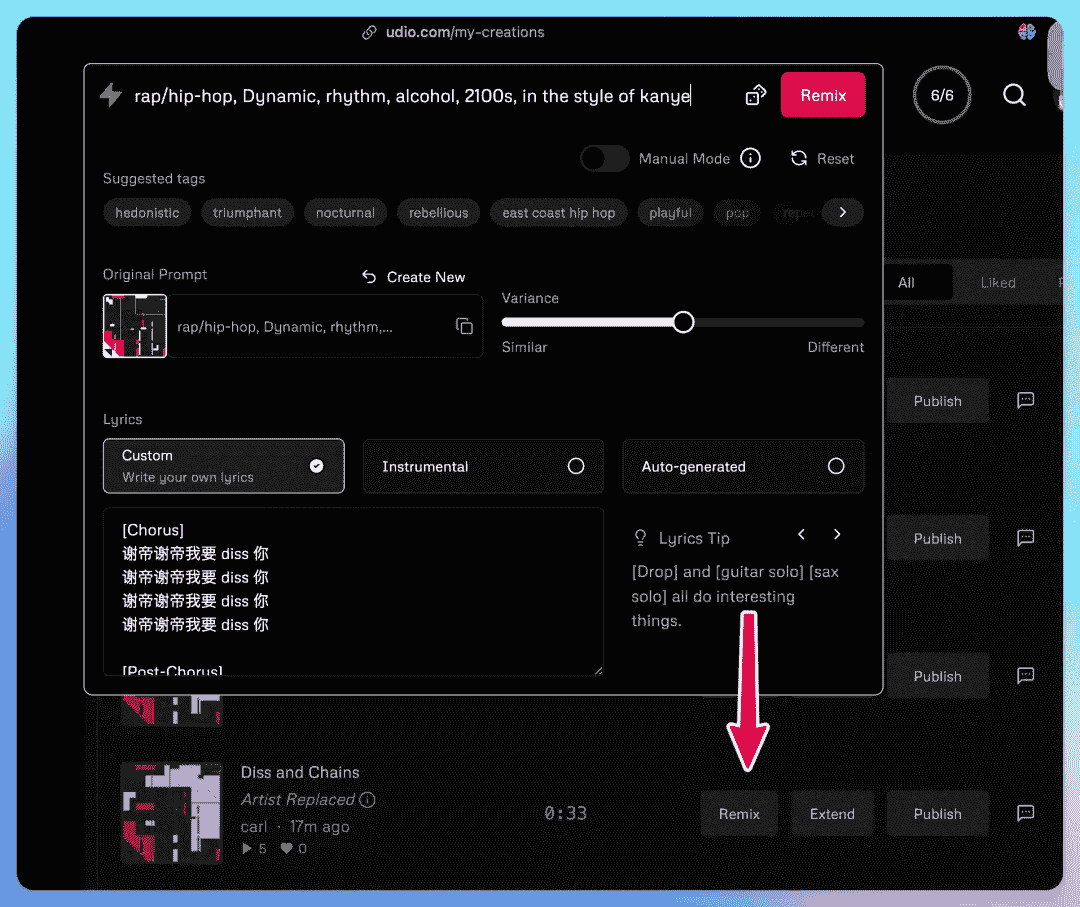 udio.com/my-creations
rap/hip-hop, Dynamic, rhythm, alcohol, 2100s, in the style of kanye
Remix
6/6
Manual Mode
Reset
Suggested tags
hedonistic
triumphant
nocturnal
rebellious
east coast hip hop
playful
pop
Original Prompt
Create New
rap/hip-hop, Dynamic, rhythm,...
Variance
Similar
Different
All
Liked
Publish
Lyrics
Custom
Write your own lyrics
Instrumental
Auto-generated
[Chorus]
谢帝谢帝我要 diss 你
谢帝谢帝我要 diss 你
谢帝谢帝我要 diss 你
谢帝谢帝我要 diss 你
[Post-Chorus]
Lyrics Tip
[Drop] and [guitar solo] [sax
solo] all do interesting
things.
Publish
Publish
Diss and Chains
Artist Replaced
carl · 17m ago
5
0
0:33
Remix
Extend
Publish